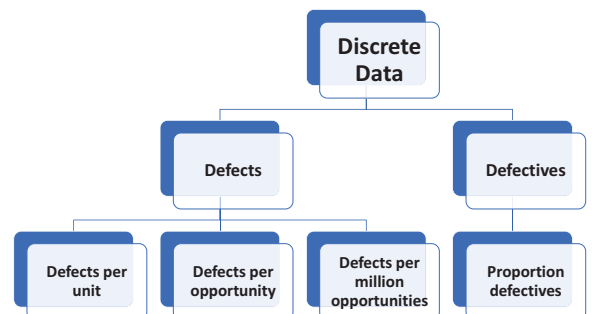 Discrete
Data
Defects
Defectives
Defects per
unit
Defects per
opportunity
Defects per
million
opportunities
Proportion
defectives